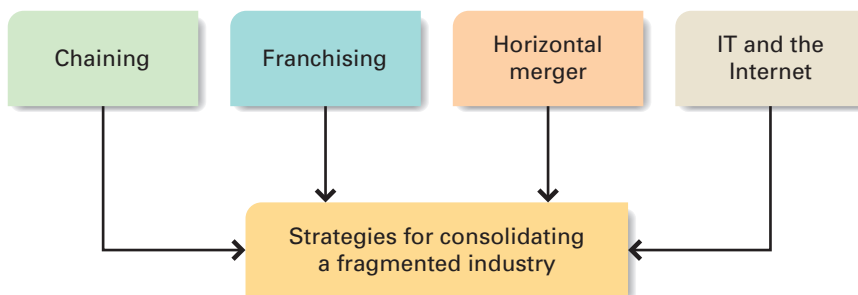 Chaining
Franchising
Horizontal
merger
IT and the
Internet
Strategies for consolidating
a fragmented industry